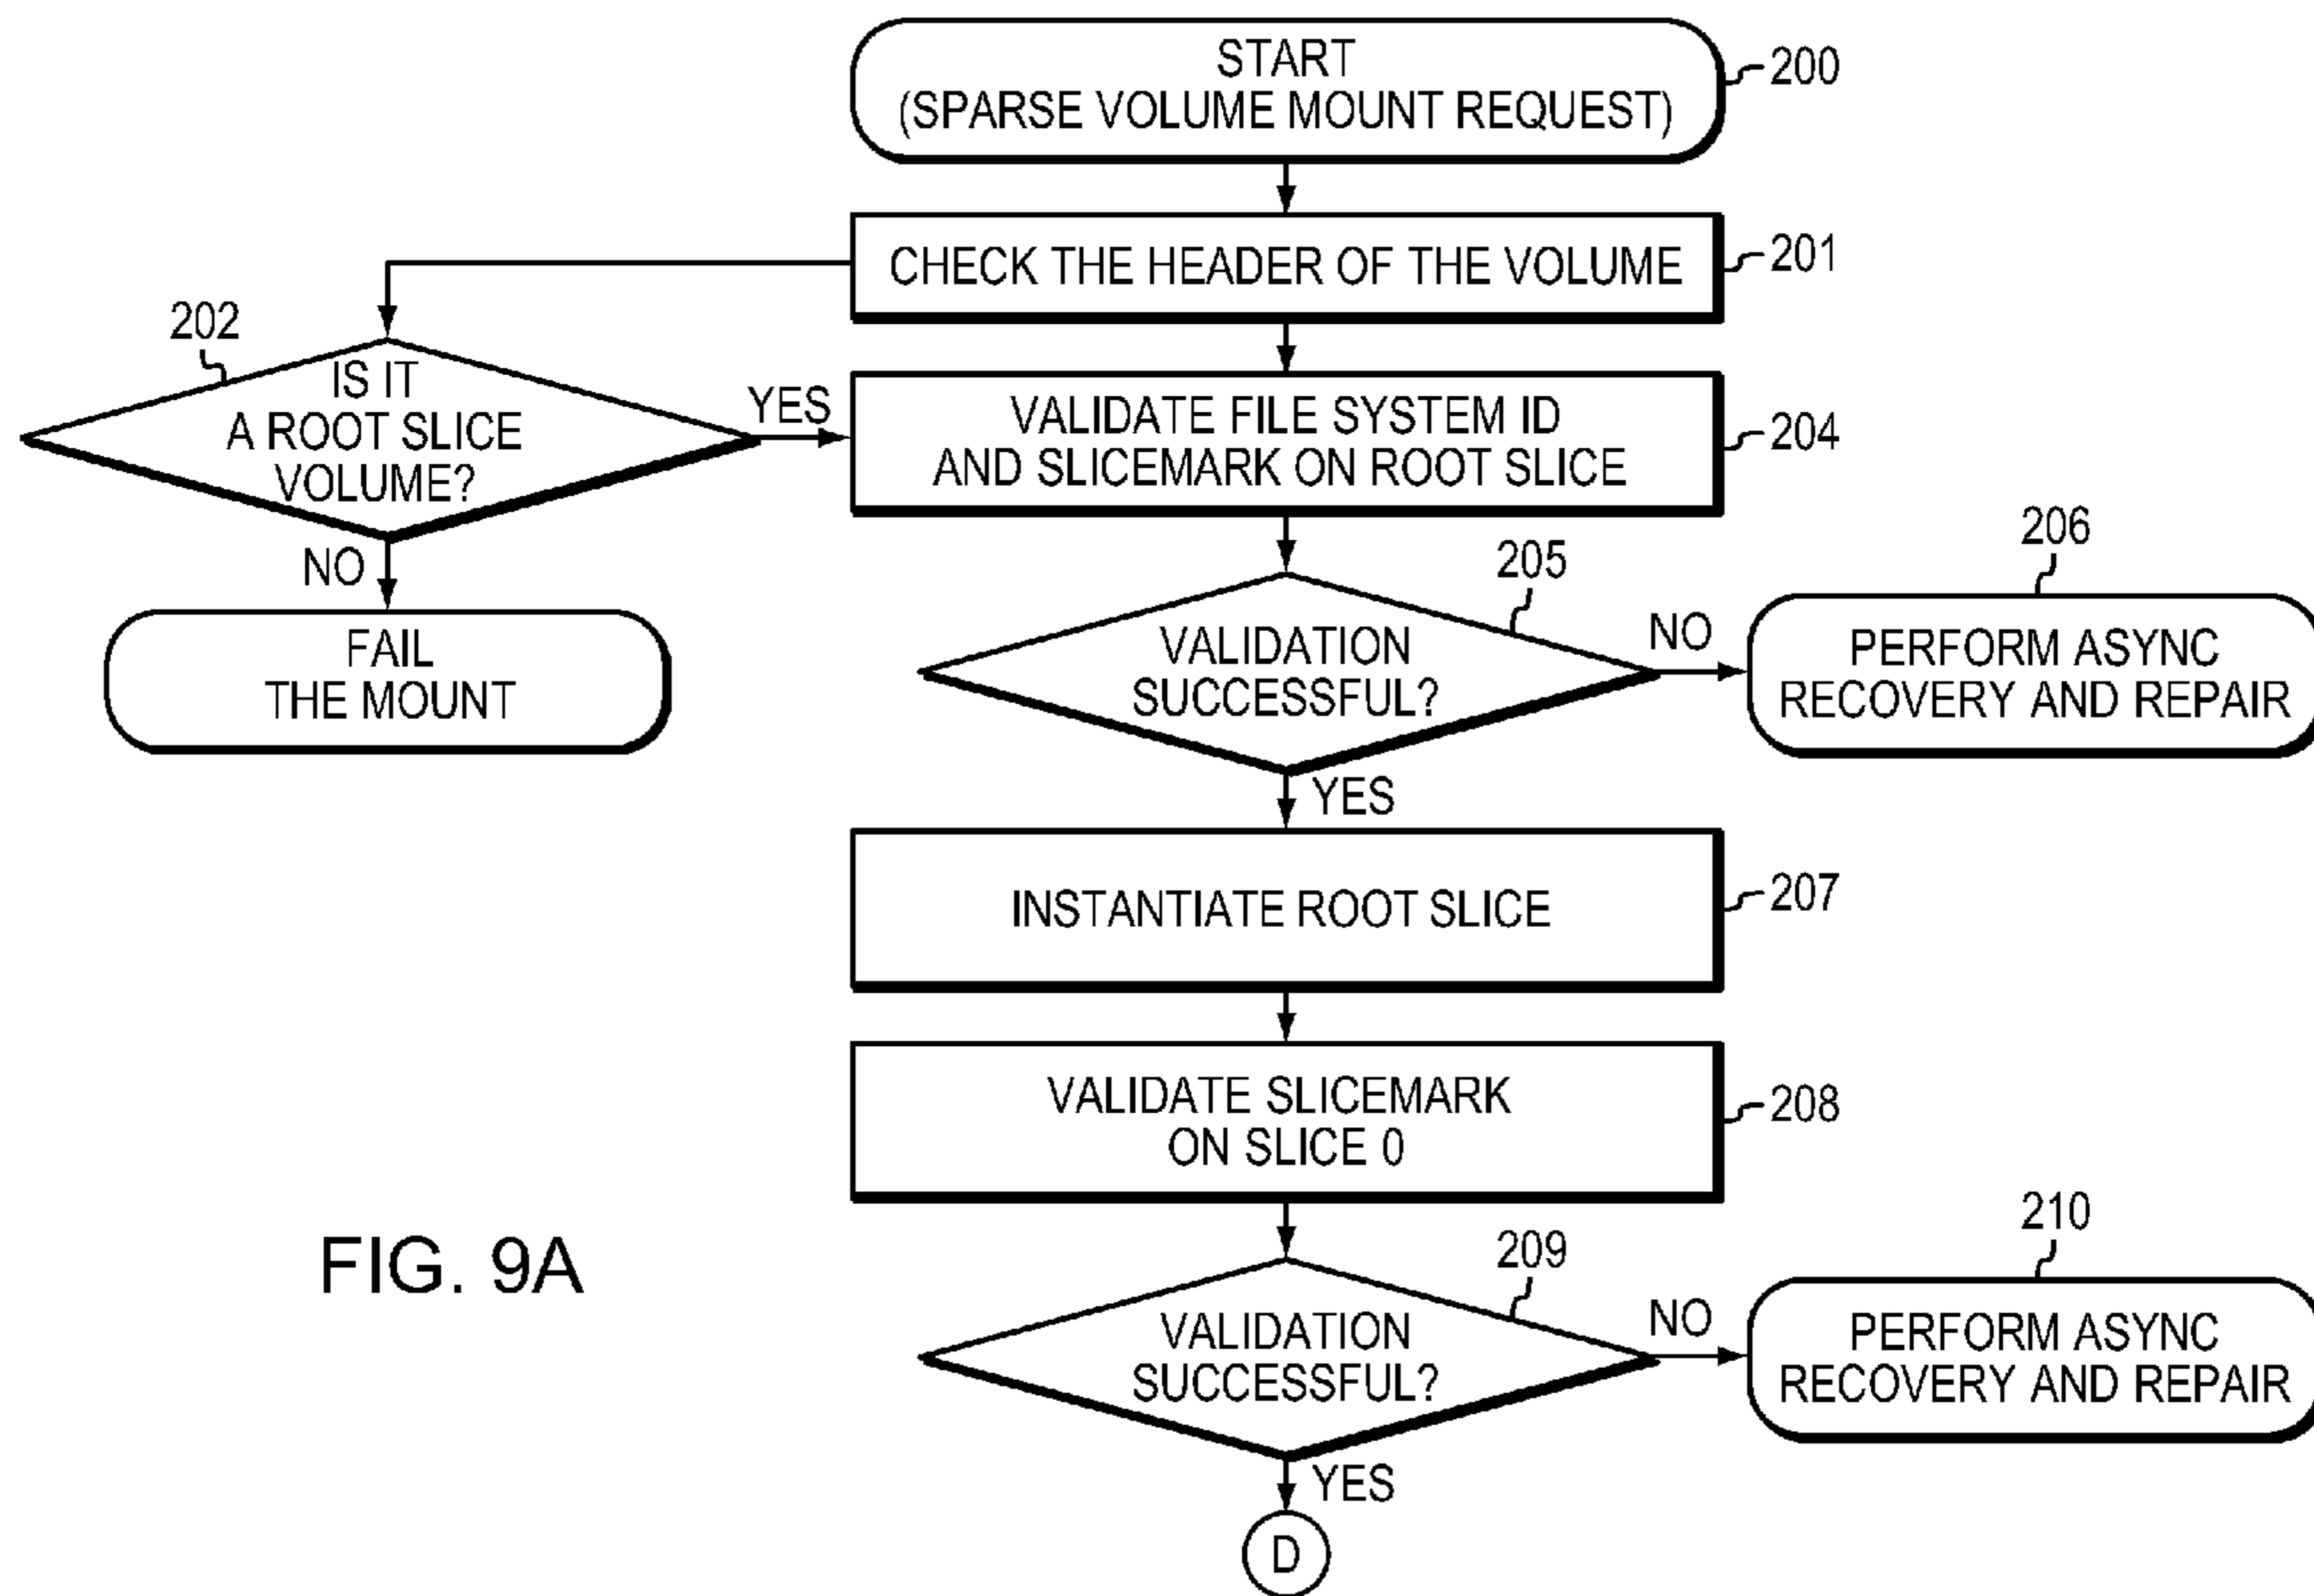 START
(SPARSE VOLUME MOUNT REQUEST)
200
CHECK THE HEADER OF THE VOLUME
201
202
IS IT
A ROOT SLICE
VOLUME?
YES
NO
FAIL
THE MOUNT
VALIDATE FILE SYSTEM ID
AND SLICEMARK ON ROOT SLICE
204
205
VALIDATION
SUCCESSFUL?
NO
206
PERFORM ASYNC
RECOVERY AND REPAIR
YES
INSTANTIATE ROOT SLICE
207
VALIDATE SLICEMARK
ON SLICE 0
208
209
VALIDATION
SUCCESSFUL?
NO
210
PERFORM ASYNC
RECOVERY AND REPAIR
YES
D
FIG. 9A